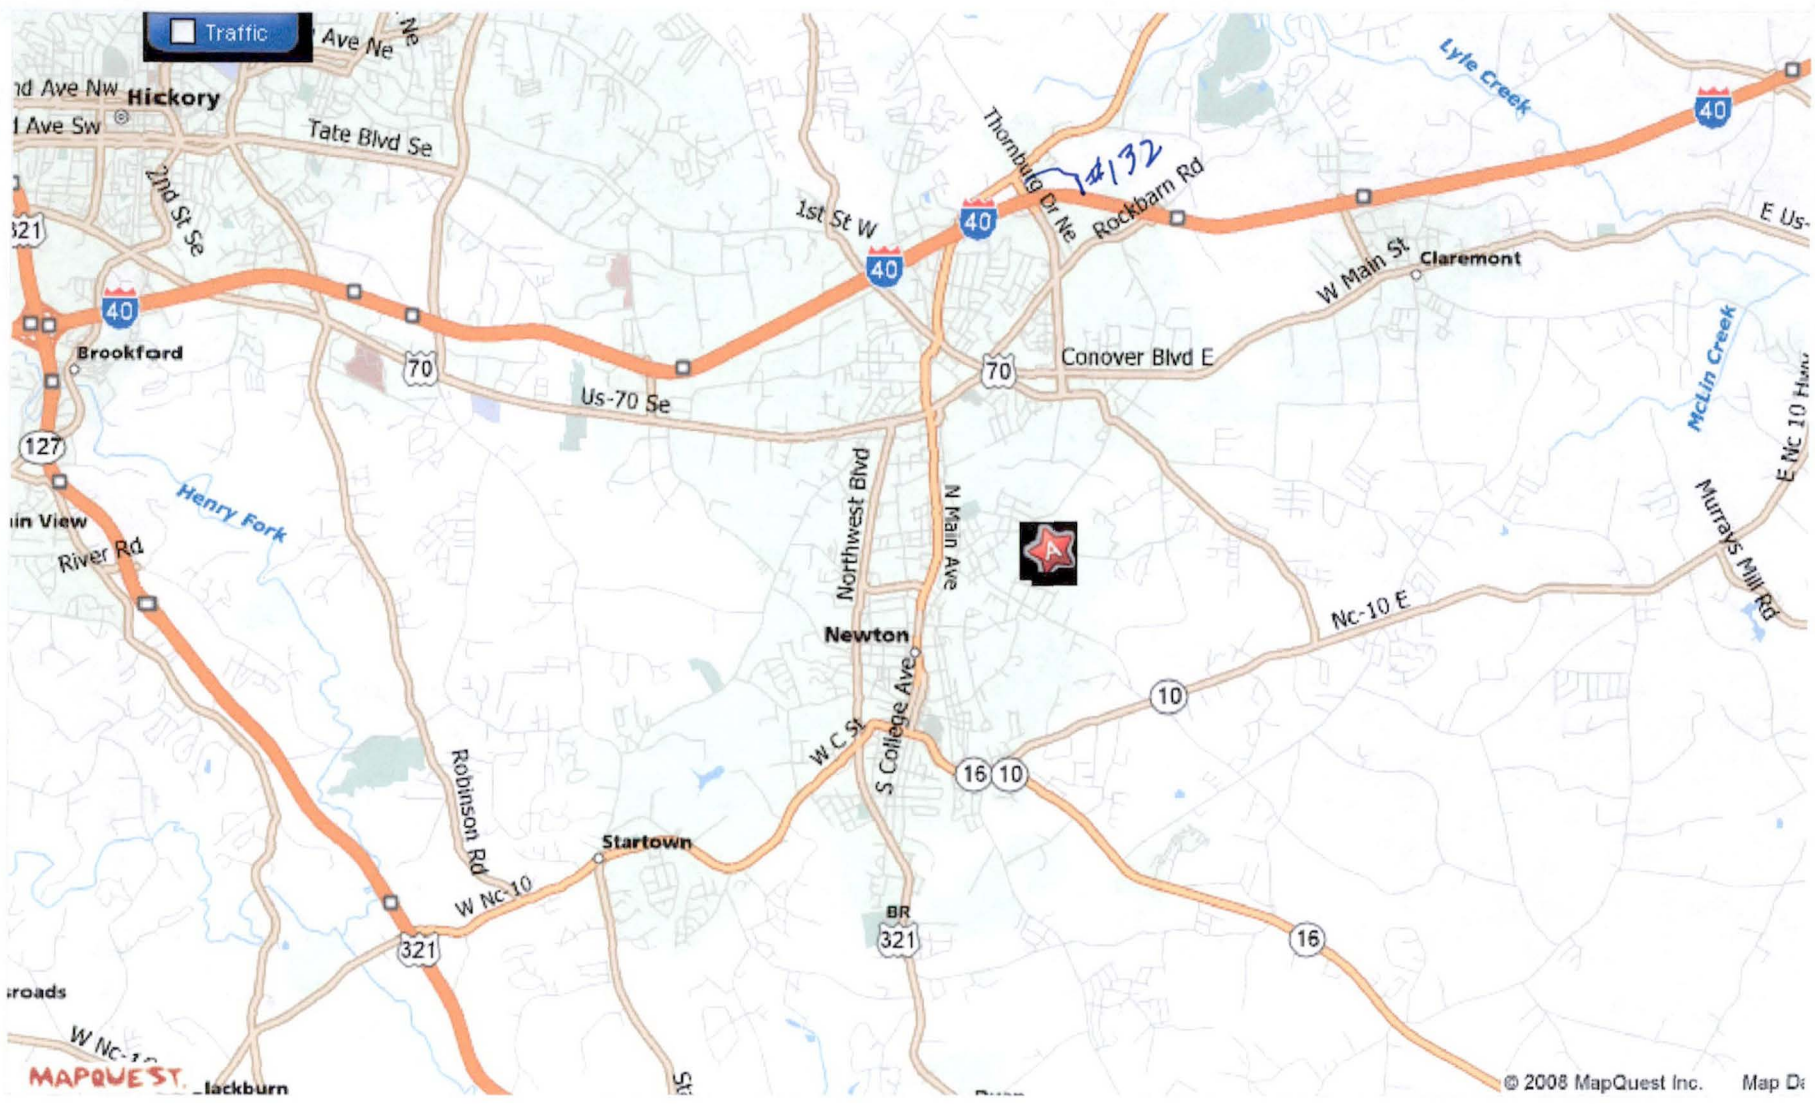 Traffic
Ave Ne
Ne
nd Ave Nw
Hickory
Ave Sw
Tate Blvd Se
2nd St Se
321
40
Brookford
127
in View
River Rd
Henry Fork
70
Us-70 Se
1st St W
40
40
Thornburg Dr Ne
#132
Rockbarn Rd
Lyle Creek
40
E Us-
W Main St
Claremont
McLin Creek
70
Conover Blvd E
E Nc 10 Hwy
Murrays Mill Rd
Northwest Blvd
N Main Ave
A
Newton
Nc-10 E
10
S College Ave
W C St
16
10
Robinson Rd
Startown
W Nc-10
321
BR
321
16
sroads
W Nc-10
MAPQUEST.
Jackburn
St
© 2008 MapQuest Inc.
Map Da